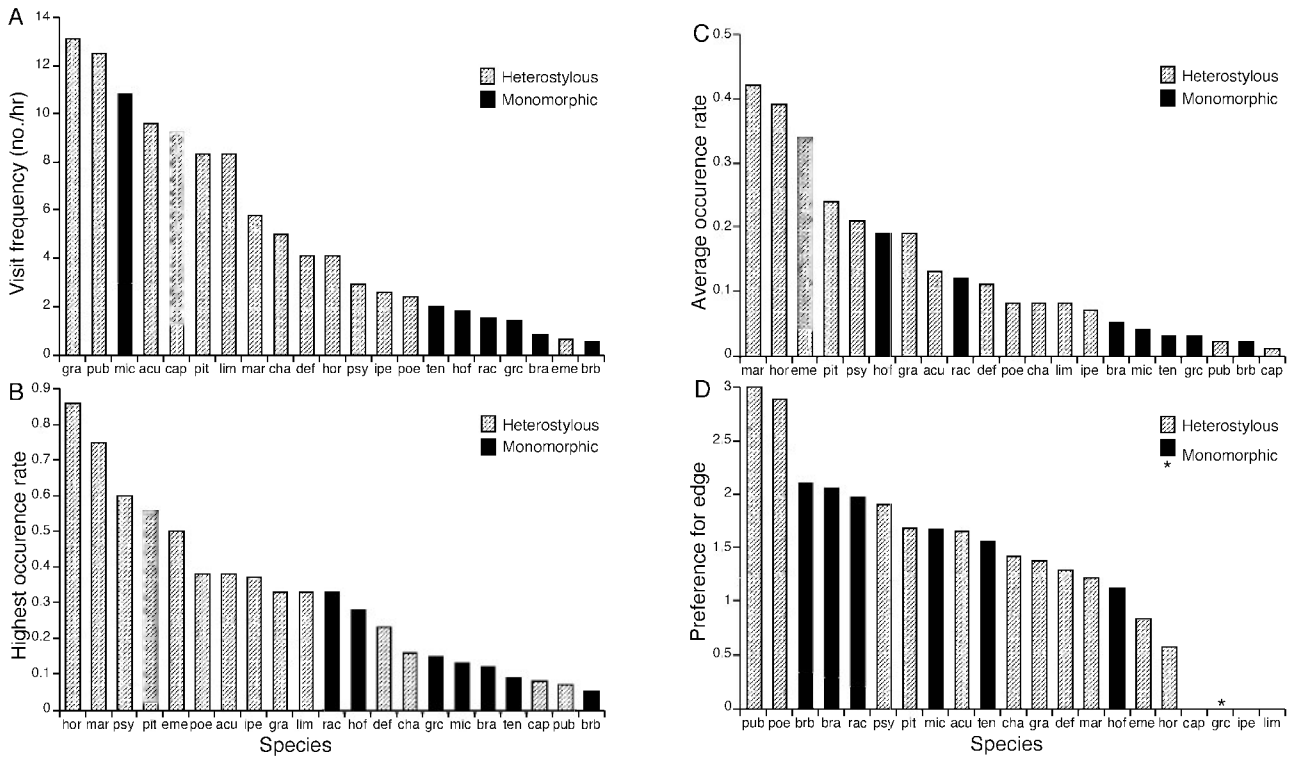 A
Visit frequency (no./hr)
14
12
10
8
6
4
2
0
Heterostylous
Monomorphic
gra pub mic acu cap pit lim mar cha def hor psy ipe poe ten hof rac grc bra eme brb
B
Highest occurence rate
0.9
0.8
0.7
0.6
0.5
0.4
0.3
0.2
0.1
0
Heterostylous
Monomorphic
hor mar psy pit eme poe acu ipe gra lim rac hof def cha grc mic bra ten cap pub brb
Species
C
Average occurence rate
0.5
0.4
0.3
0.2
0.1
0
Heterostylous
Monomorphic
mar hor eme pit psy hof gra acu rac def poe cha lim ipe bra mic ten grc pub brb cap
D
Preference for edge
3
2.5
2
1.5
1
0.5
0
Heterostylous
Monomorphic
*
*
pub poe brb bra rac psy pit mic acu ten cha gra def mar hof eme hor cap grc ipe lim
Species